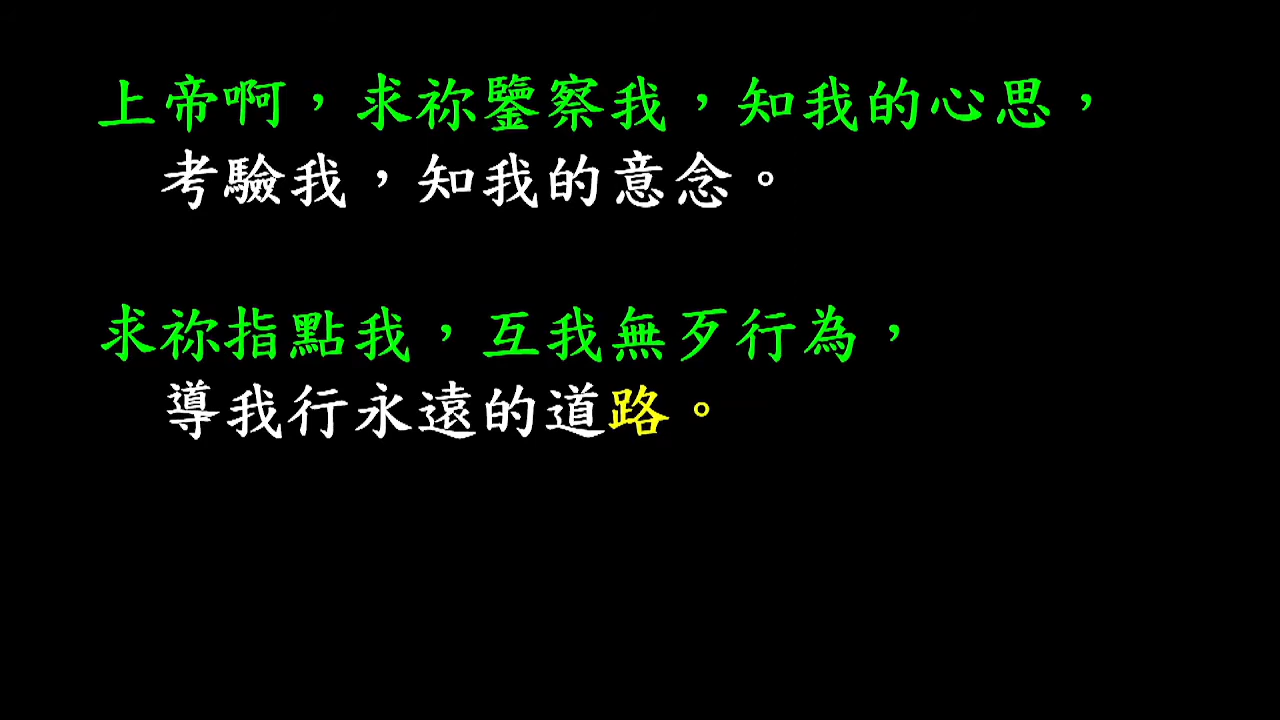 上帝啊，求祢鑒察我，知我的心思，
考驗我，知我的意念。
求祢指點我，互我無歹行為，
導我行永遠的道路。